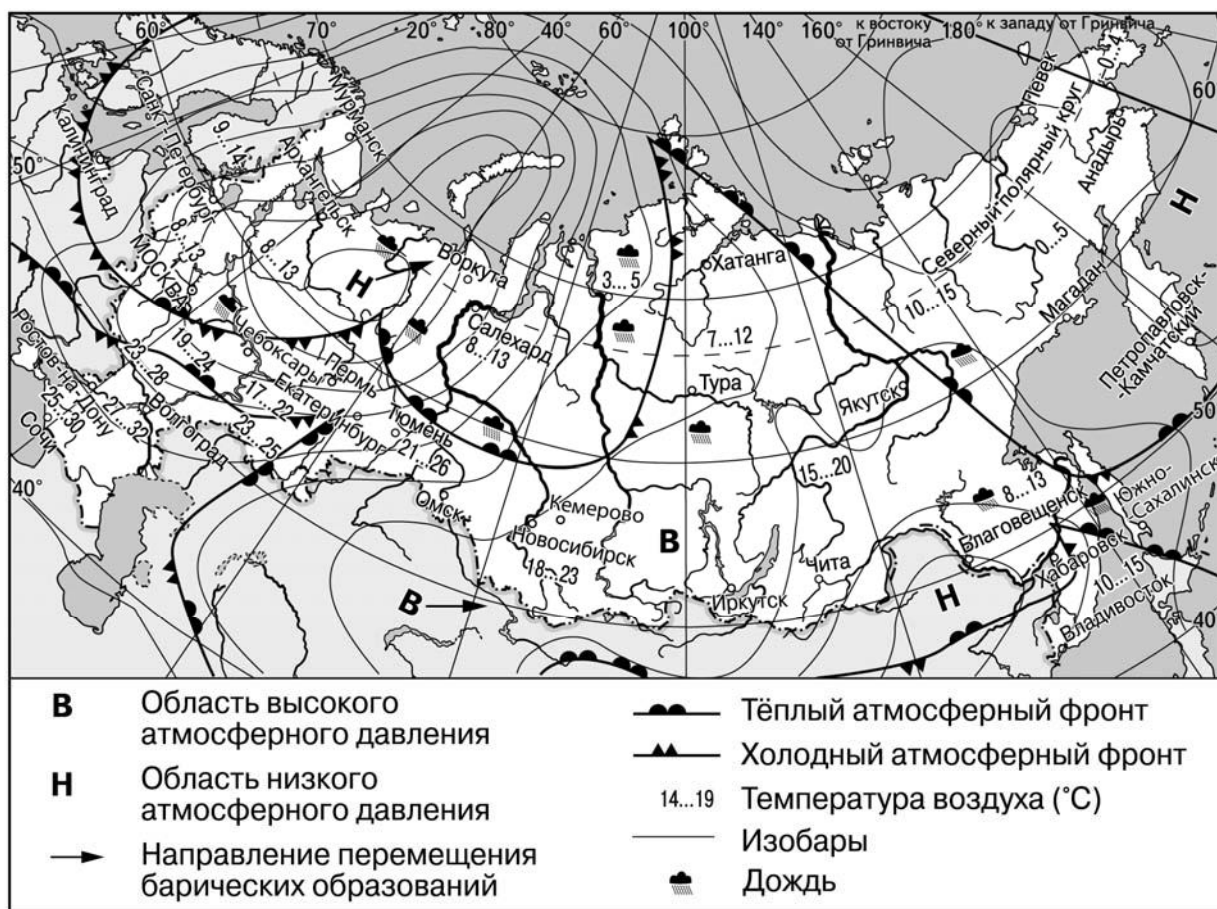 60°
70°
20°
80°
40°
60°
100°
140°
160°
к востоку
от Гринвича
180°
к западу от Гринвича
60°
50°
50°
40°
40°
Мурманск
Санкт-Петербург
Калининград
Архангельск
Певек
Анадырь
Северный полярный круг
0...4
9...14
8...13
8...13
МОСКВА
Н
Воркута
3...5
Хатанга
10...15
0...5
Магадан
Н
Петропавловск-
-Камчатский
Чебоксары
Пермь
Салехард
8...13
7...12
Тура
Якутск
Ростов-на-Дону
23...28
19...24
17...22
Екатеринбург
Тюмень
21...26
25...30
27...32
Волгоград
23...25
Сочи
Омск
Кемерово
Новосибирск
18...23
В
15...20
Чита
Иркутск
В
Н
8...13
Благовещенск
Хабаровск
Южно-
-Сахалинск
10...15
Владивосток
В Область высокого
атмосферного давления
Н Область низкого
атмосферного давления
Направление перемещения
барических образований
Тёплый атмосферный фронт
Холодный атмосферный фронт
14...19 Температура воздуха (°C)
Изобары
Дождь